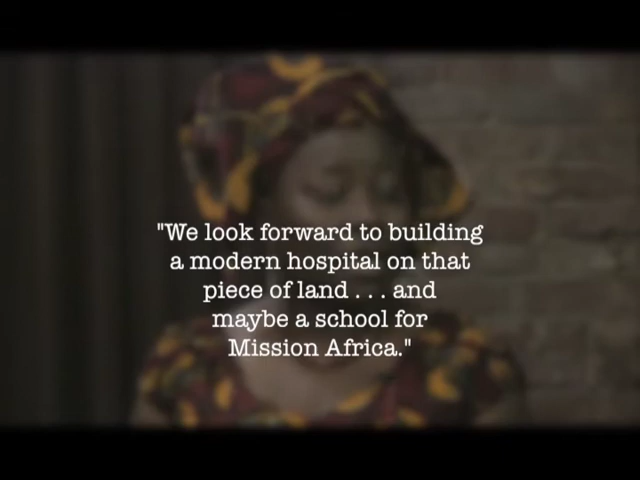 "We look forward to building
a modern hospital on that
piece of land . . . and
maybe a school for
Mission Africa."